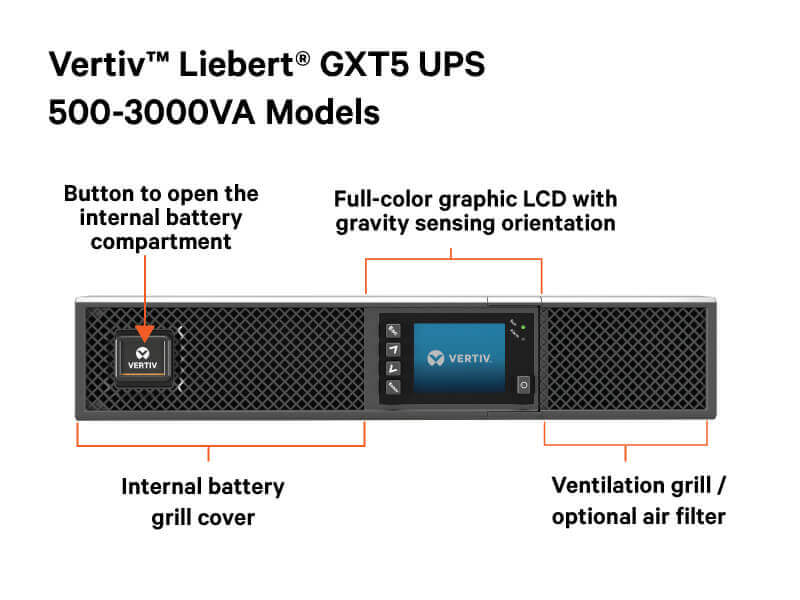 Vertiv™ Liebert® GXT5 UPS
500-3000VA Models
Button to open the
internal battery
compartment
Full-color graphic LCD with
gravity sensing orientation
VERTIV
VERTIV
Internal battery
grill cover
Ventilation grill /
optional air filter